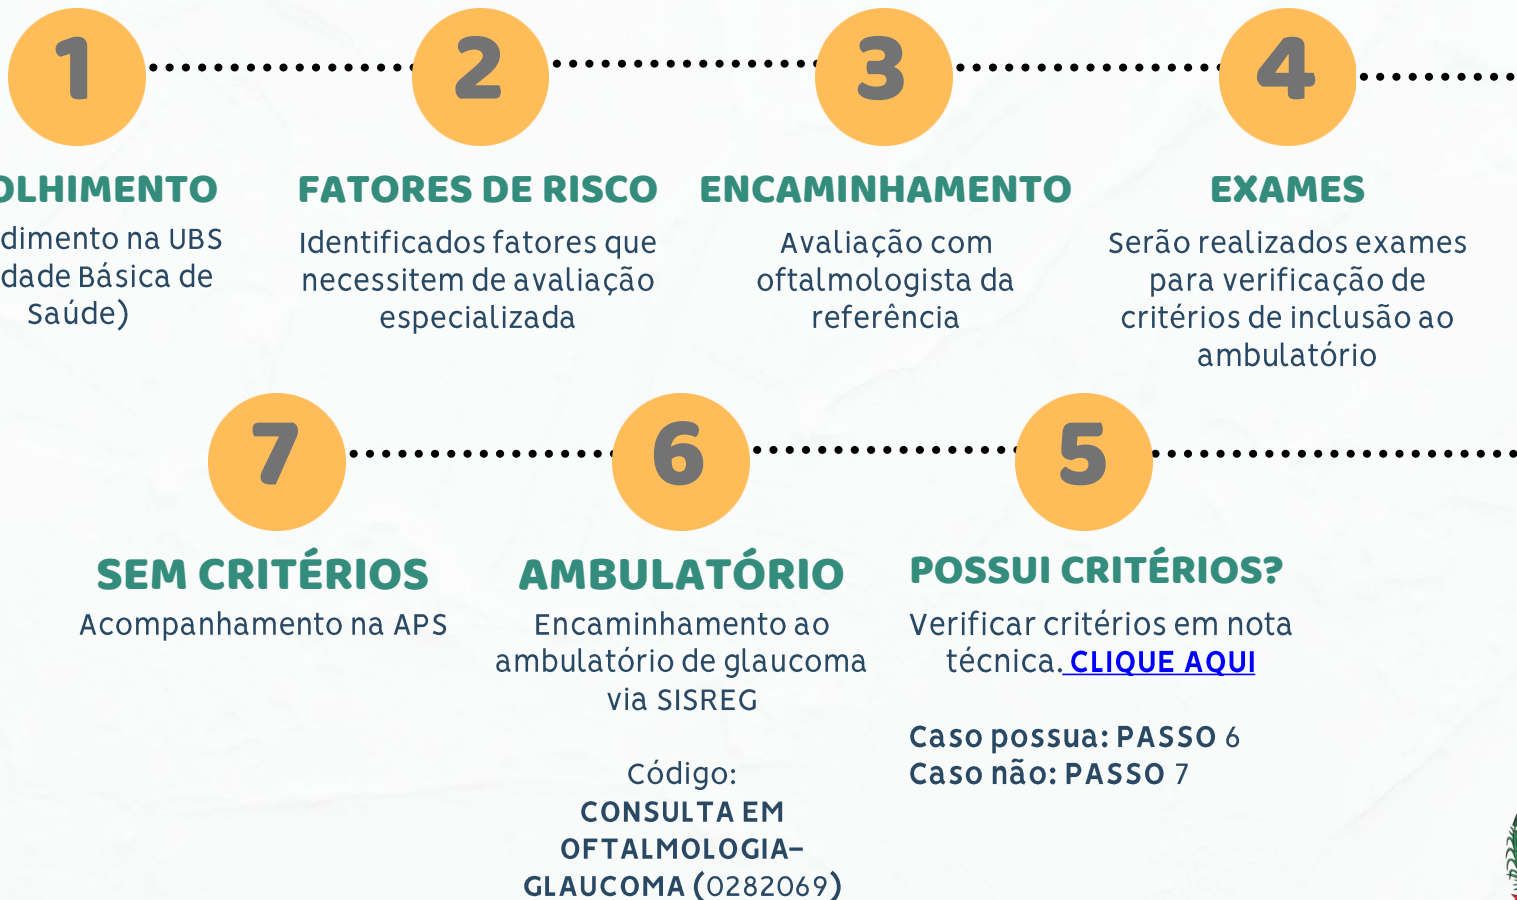 1
OLHIMENTO
dimento na UBS
dade Básica de
Saúde)
2
FATORES DE RISCO
Identificados fatores que
necessitem de avaliação
especializada
3
ENCAMINHAMENTO
Avaliação com
oftalmologista da
referência
4
EXAMES
Serão realizados exames
para verificação de
critérios de inclusão ao
ambulatório
7
SEM CRITÉRIOS
Acompanhamento na APS
6
AMBULATÓRIO
Encaminhamento ao
ambulatório de glaucoma
via SISREG
Código:
CONSULTA EM
OFTALMOLOGIA–
GLAUCOMA (0282069)
5
POSSUI CRITÉRIOS?
Verificar critérios em nota
técnica. CLIQUE AQUI
Caso possua: PASSO 6
Caso não: PASSO 7